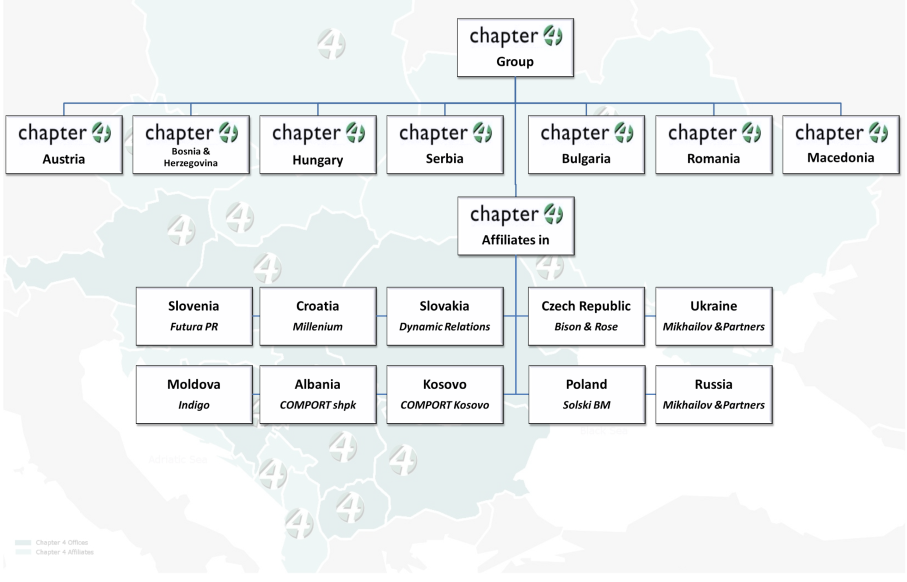 chapter 4
Group
chapter 4
Austria
chapter 4
Bosnia &
Herzegovina
chapter 4
Hungary
chapter 4
Serbia
chapter 4
Bulgaria
chapter 4
Romania
chapter 4
Macedonia
chapter 4
Affiliates in
Slovenia
Futura PR
Croatia
Millenium
Slovakia
Dynamic Relations
Czech Republic
Bison & Rose
Ukraine
Mikhailov &Partners
Moldova
Indigo
Albania
COMPORT shpk
Kosovo
COMPORT Kosovo
Poland
Solski BM
Russia
Mikhailov &Partners
Adriatic Sea
Chapter 4 Offices
Chapter 4 Affiliates